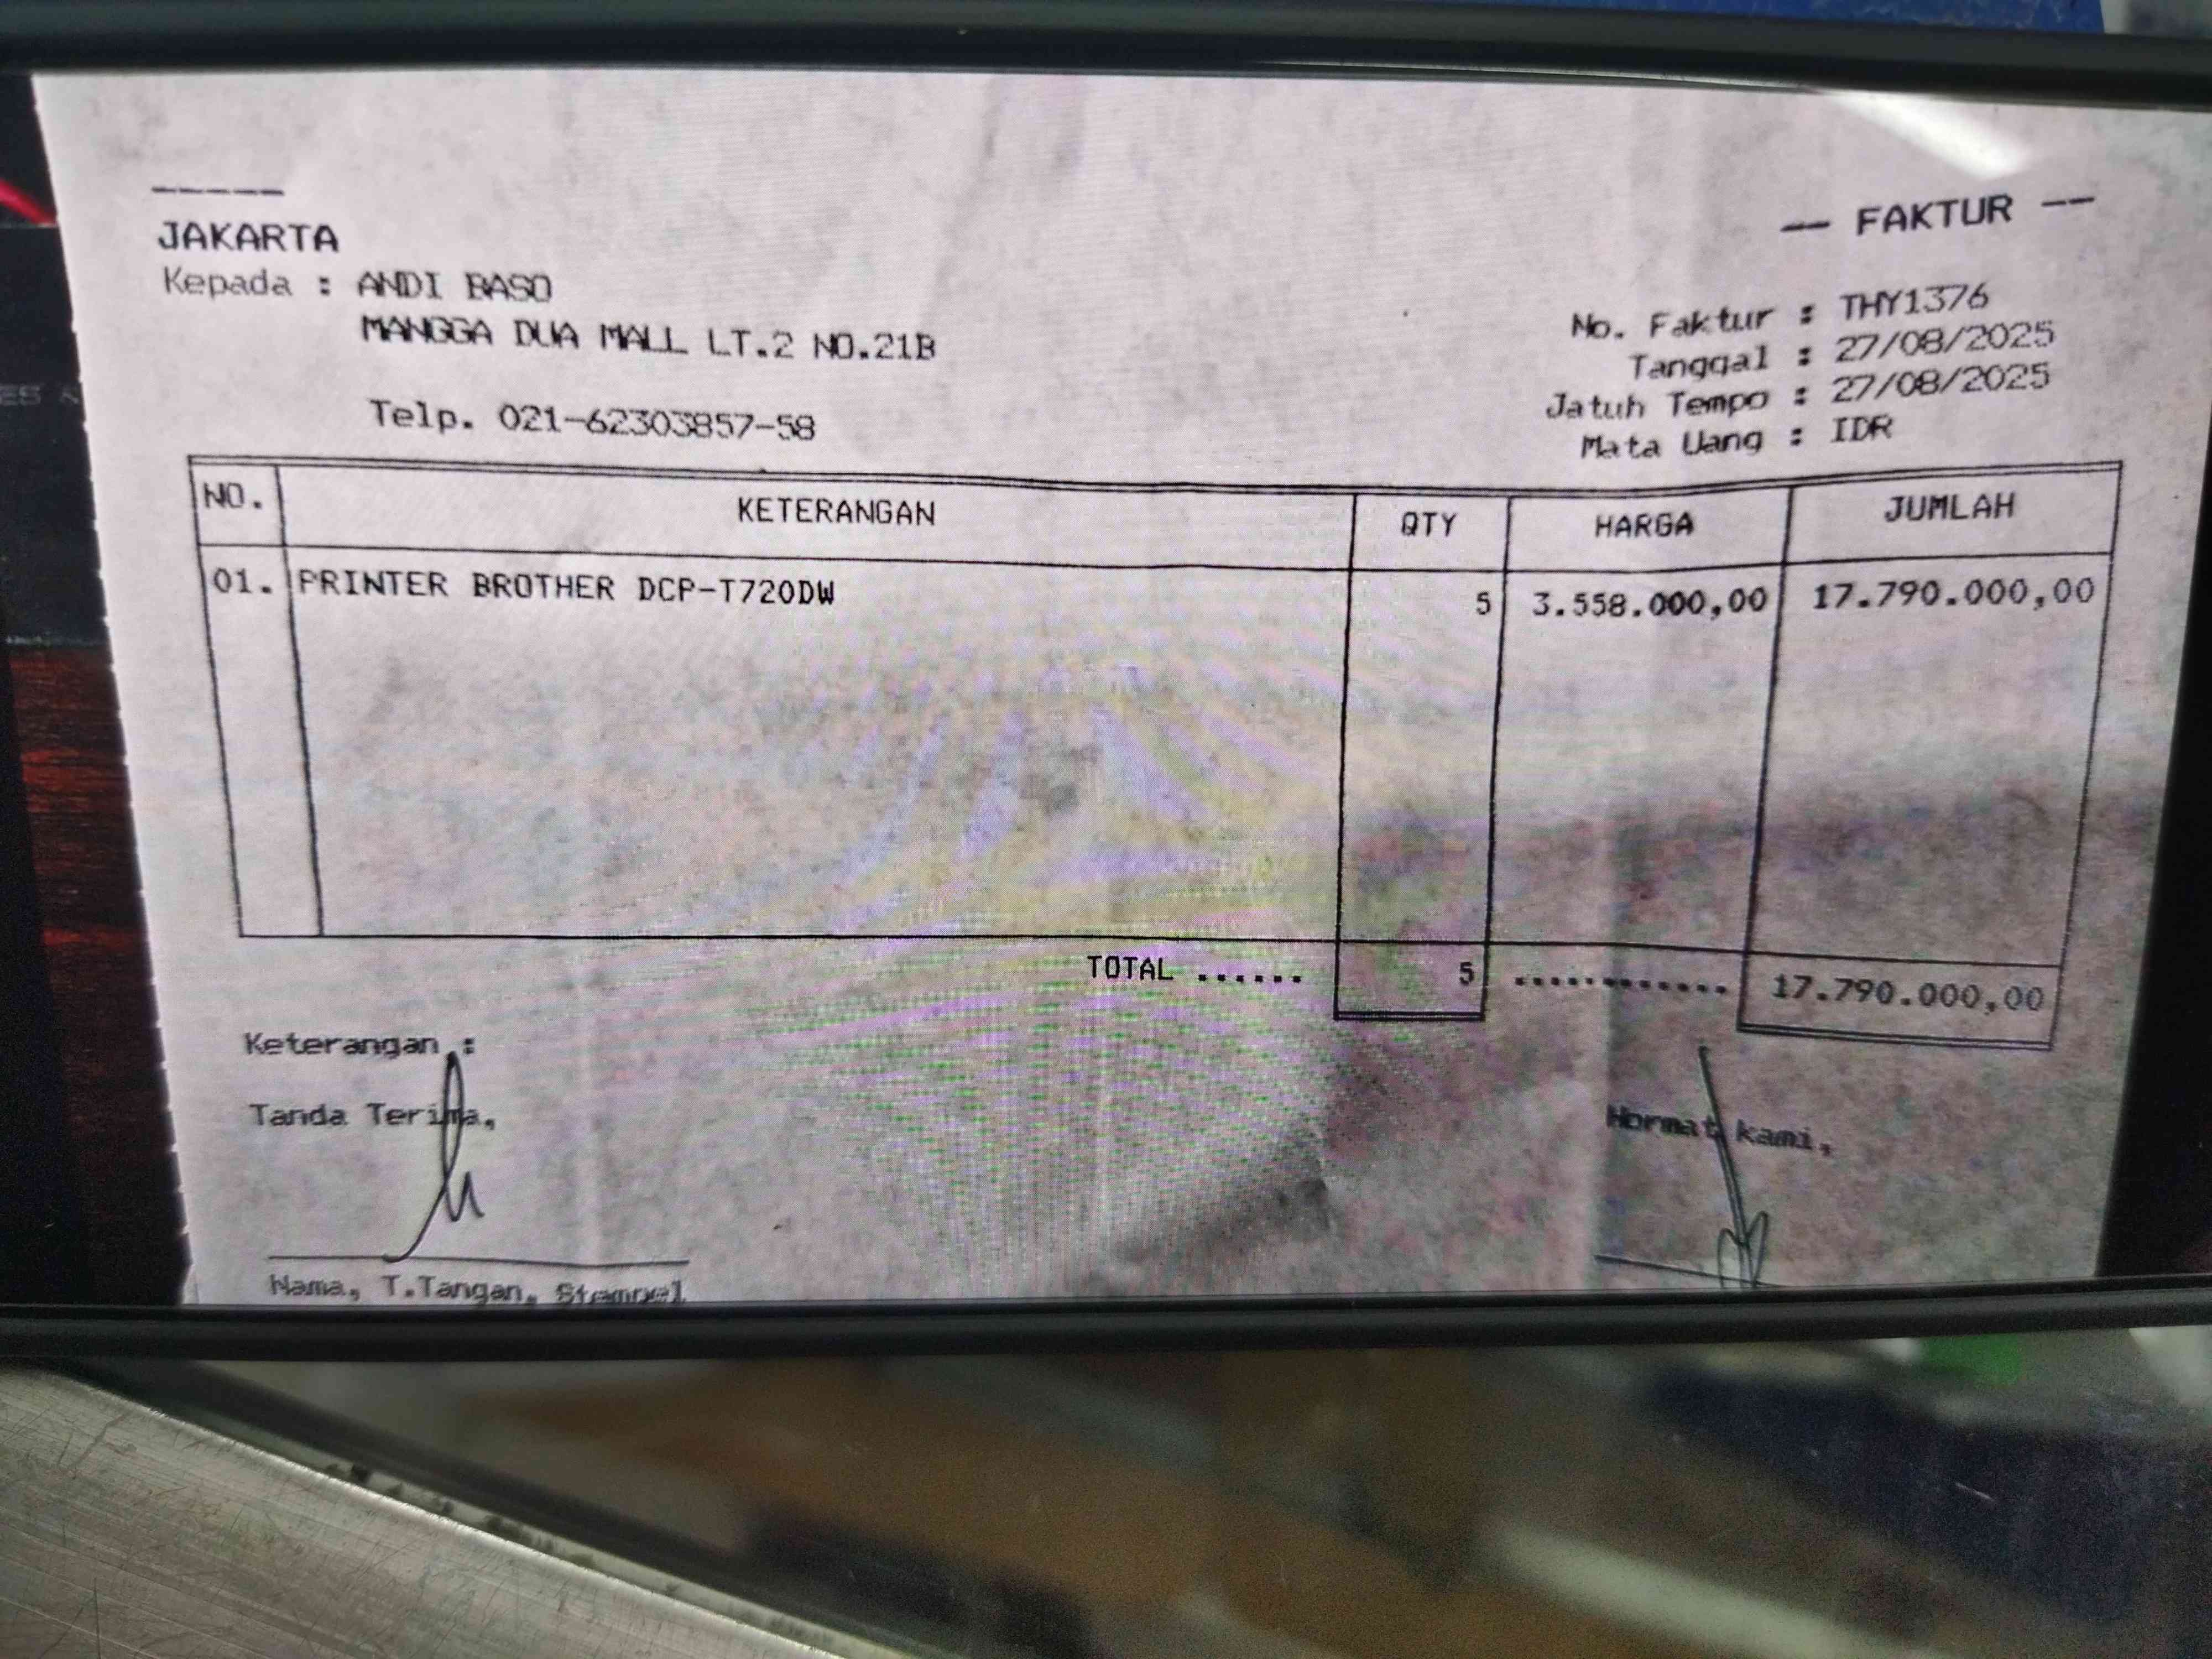 -----
JAKARTA
-- FAKTUR --
Kepada : ANDI BASO
MANGGA DUA MALL LT.2 NO.21B
Telp. 021-62303857-58
No. Faktur : THY1376
Tanggal : 27/08/2025
Jatuh Tempo : 27/08/2025
Mata Uang : IDR
NO. KETERANGAN QTY HARGA JUMLAH
01. PRINTER BROTHER DCP-T720DW 5 3.558.000,00 17.790.000,00
TOTAL ...... 5 ............ 17.790.000,00
Keterangan :
Tanda Terima,
Hormat kami,
Nama, T.Tangan, Stempel